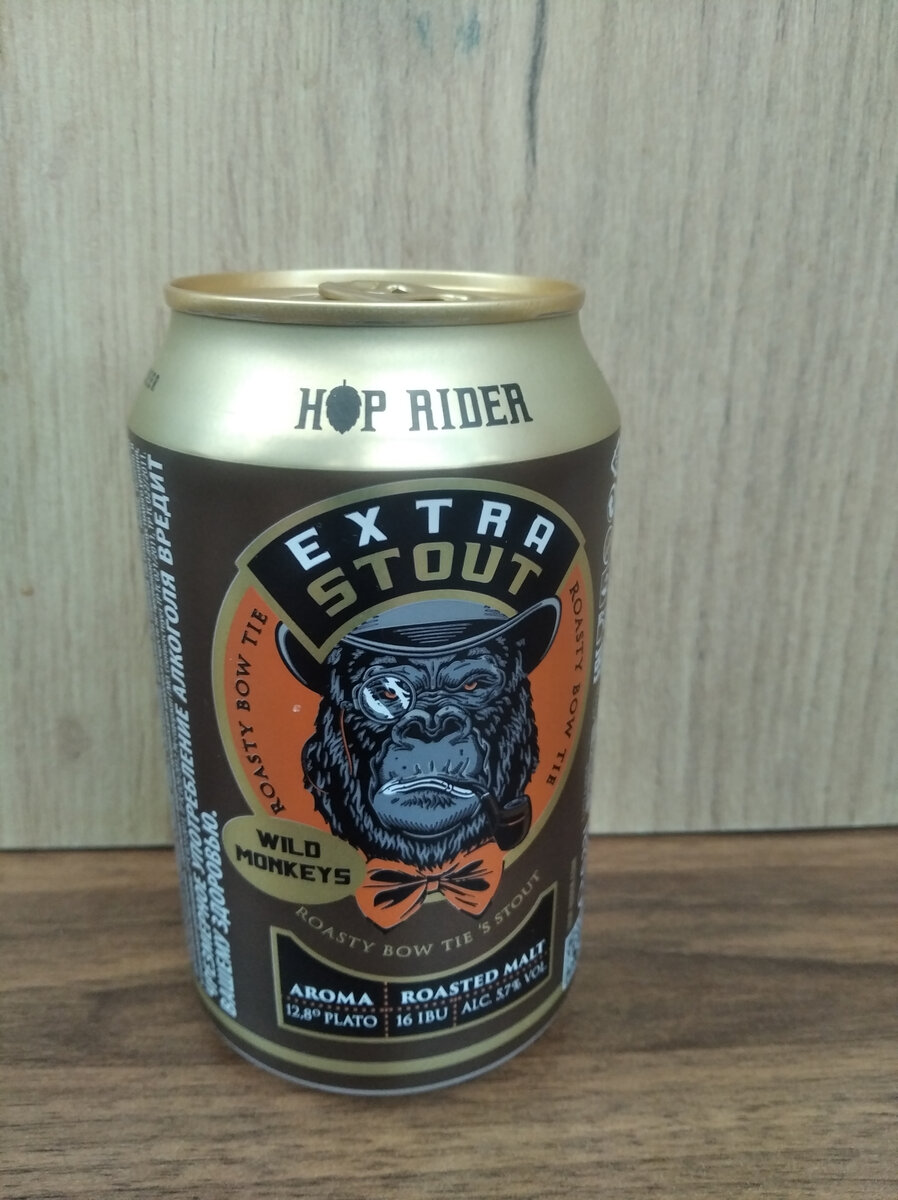 HOP RIDER
EXTRA
STOUT
ROASTY BOW TIE
ROASTY BOW TIE
WILD
MONKEYS
ROASTY BOW TIE 'S STOUT
AROMA
ROASTED MALT
12,8º PLATO
16 IBU
ALC. 5,7% VOL
ЧРЕЗМЕРНОЕ УПОТРЕБЛЕНИЕ АЛКОГОЛЯ ВРЕДИТ
ВАШЕМУ ЗДОРОВЬЮ.